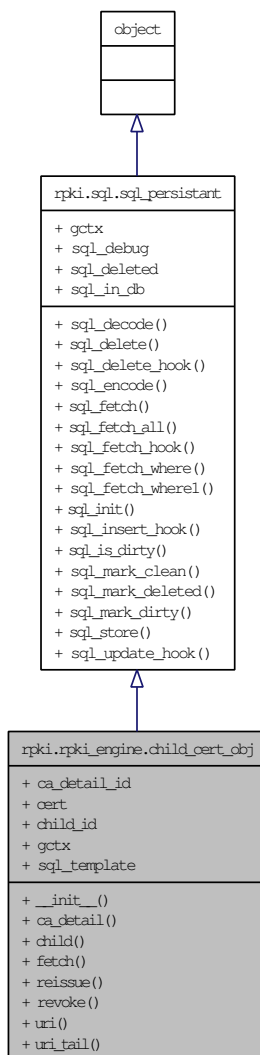 object
rpki.sql.sql_persistant
+ gctx
+ sql_debug
+ sql_deleted
+ sql_in_db
+ sql_decode()
+ sql_delete()
+ sql_delete_hook()
+ sql_encode()
+ sql_fetch()
+ sql_fetch_all()
+ sql_fetch_hook()
+ sql_fetch_where()
+ sql_fetch_where1()
+ sql_init()
+ sql_insert_hook()
+ sql_is_dirty()
+ sql_mark_clean()
+ sql_mark_deleted()
+ sql_mark_dirty()
+ sql_store()
+ sql_update_hook()
rpki.rpki_engine.child_cert_obj
+ ca_detail_id
+ cert
+ child_id
+ gctx
+ sql_template
+ __init__()
+ ca_detail()
+ child()
+ fetch()
+ reissue()
+ revoke()
+ uri()
+ uri_tail()